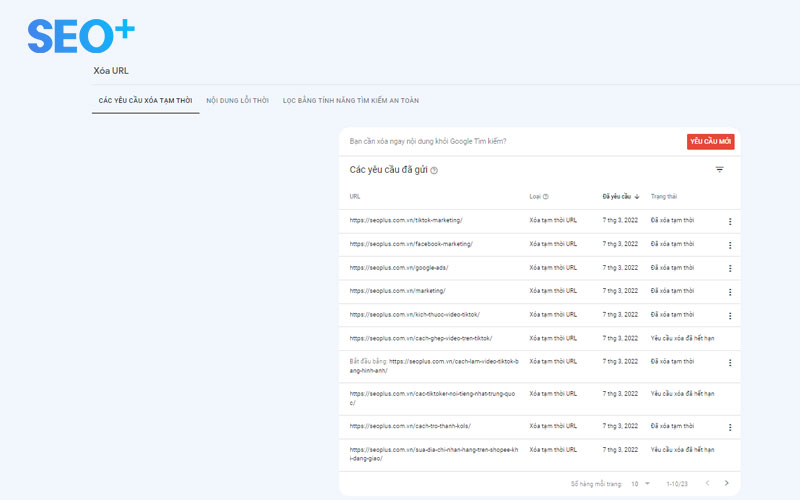 SEO+
Xóa URL
CÁC YÊU CẦU XÓA TẠM THỜI NỘI DUNG LỖI THỜI LỌC BẰNG TÍNH NĂNG TÌM KIẾM AN TOÀN
Bạn cần xóa ngay nội dung khỏi Google Tìm kiếm? YÊU CẦU MỚI
Các yêu cầu đã gửi
URL Loại Đã yêu cầu Trạng thái
https://seoplus.com.vn/tiktok-marketing/ Xóa tạm thời URL 7 thg 3, 2022 Đã xóa tạm thời
https://seoplus.com.vn/facebook-marketing/ Xóa tạm thời URL 7 thg 3, 2022 Đã xóa tạm thời
https://seoplus.com.vn/google-ads/ Xóa tạm thời URL 7 thg 3, 2022 Đã xóa tạm thời
https://seoplus.com.vn/marketing/ Xóa tạm thời URL 7 thg 3, 2022 Đã xóa tạm thời
https://seoplus.com.vn/kich-thuoc-video-tiktok/ Xóa tạm thời URL 7 thg 3, 2022 Đã xóa tạm thời
https://seoplus.com.vn/cach-ghep-video-tren-tiktok/ Xóa tạm thời URL 7 thg 3, 2022 Yêu cầu xóa đã hết hạn
Bắt đầu bằng: https://seoplus.com.vn/cach-lam-video-tiktok-b Xóa tạm thời URL 7 thg 3, 2022 Đã xóa tạm thời
ang-hinh-anh/
https://seoplus.com.vn/cac-tiktoker-noi-tieng-nhat-trung-quo Xóa tạm thời URL 7 thg 3, 2022 Yêu cầu xóa đã hết hạn
c/
https://seoplus.com.vn/cach-tro-thanh-kols/ Xóa tạm thời URL 7 thg 3, 2022 Đã xóa tạm thời
https://seoplus.com.vn/sua-dia-chi-nhan-hang-tren-shopee-kh Xóa tạm thời URL 7 thg 3, 2022 Yêu cầu xóa đã hết hạn
i-dang-giao/
Số hàng mỗi trang: 10 1-10/23